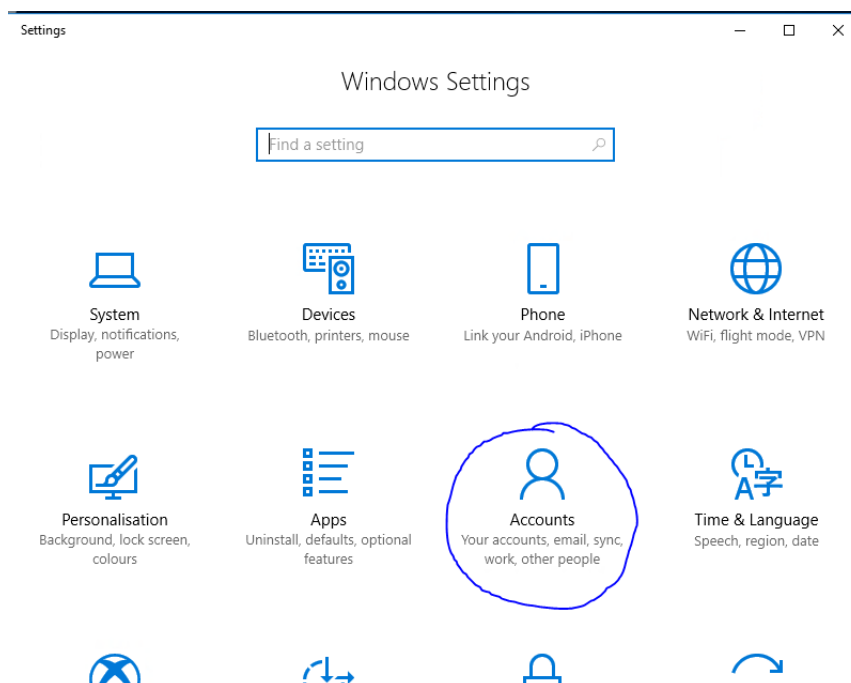 Settings
Windows Settings
Find a setting
System
Display, notifications,
power
Devices
Bluetooth, printers, mouse
Phone
Link your Android, iPhone
Network & Internet
WiFi, flight mode, VPN
Personalisation
Background, lock screen,
colours
Apps
Uninstall, defaults, optional
features
Accounts
Your accounts, email, sync,
work, other people
Time & Language
Speech, region, date